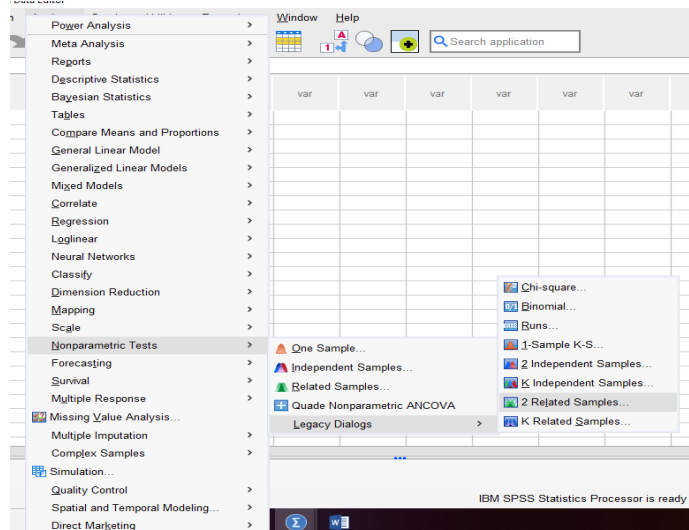 Data Editor
Window Help
Search application
Power Analysis
Meta Analysis
Reports
Descriptive Statistics
Bayesian Statistics
Tables
Compare Means and Proportions
General Linear Model
Generalized Linear Models
Mixed Models
Correlate
Regression
Loglinear
Neural Networks
Classify
Dimension Reduction
Mapping
Scale
Nonparametric Tests
Forecasting
Survival
Multiple Response
Missing Value Analysis...
Multiple Imputation
Complex Samples
Simulation...
Quality Control
Spatial and Temporal Modeling...
Direct Marketing
var var var var var var
One Sample...
Independent Samples...
Related Samples...
Quade Nonparametric ANCOVA
Legacy Dialogs
Chi-square...
Binomial...
Runs...
1-Sample K-S...
2 Independent Samples...
K Independent Samples...
2 Related Samples...
K Related Samples...
IBM SPSS Statistics Processor is ready